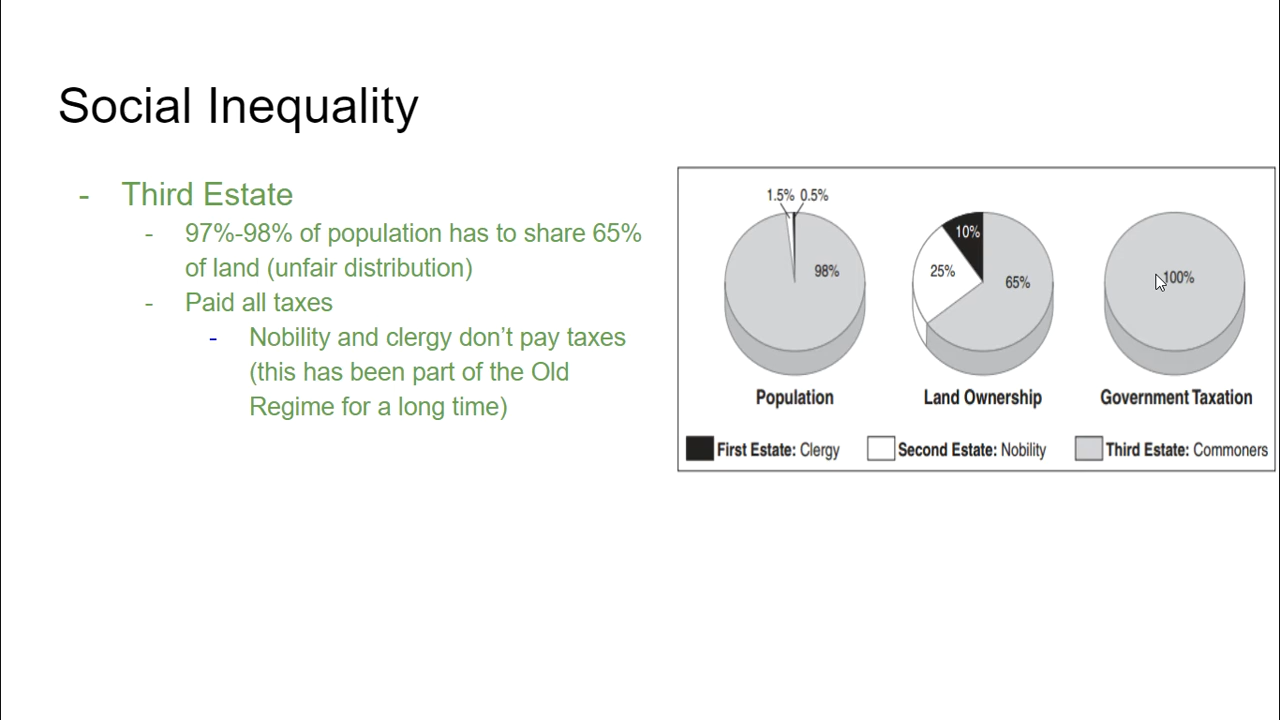 Social Inequality
- Third Estate
- 97%-98% of population has to share 65%
of land (unfair distribution)
- Paid all taxes
- Nobility and clergy don’t pay taxes
(this has been part of the Old
Regime for a long time)
1.5% 0.5%
98%
10%
25%
65%
100%
Population
Land Ownership
Government Taxation
First Estate: Clergy
Second Estate: Nobility
Third Estate: Commoners